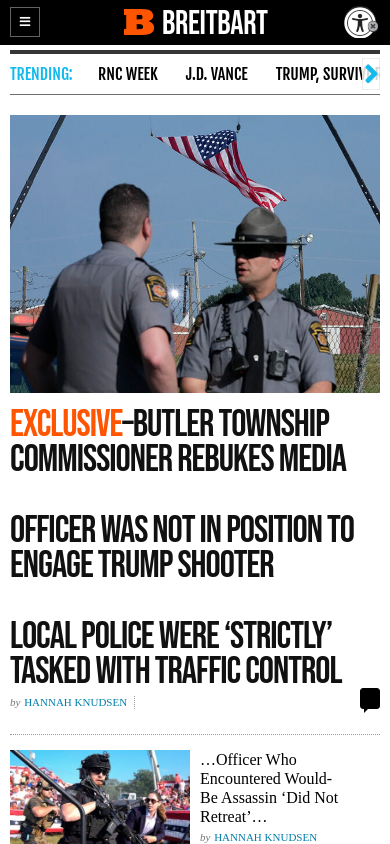 B BREITBART
TRENDING:
RNC WEEK
J.D. VANCE
TRUMP, SURVIV
EXCLUSIVE–BUTLER TOWNSHIP
COMMISSIONER REBUKES MEDIA
OFFICER WAS NOT IN POSITION TO
ENGAGE TRUMP SHOOTER
LOCAL POLICE WERE ‘STRICTLY’
TASKED WITH TRAFFIC CONTROL
by HANNAH KNUDSEN
…Officer Who
Encountered Would-
Be Assassin ‘Did Not
Retreat’…
by HANNAH KNUDSEN